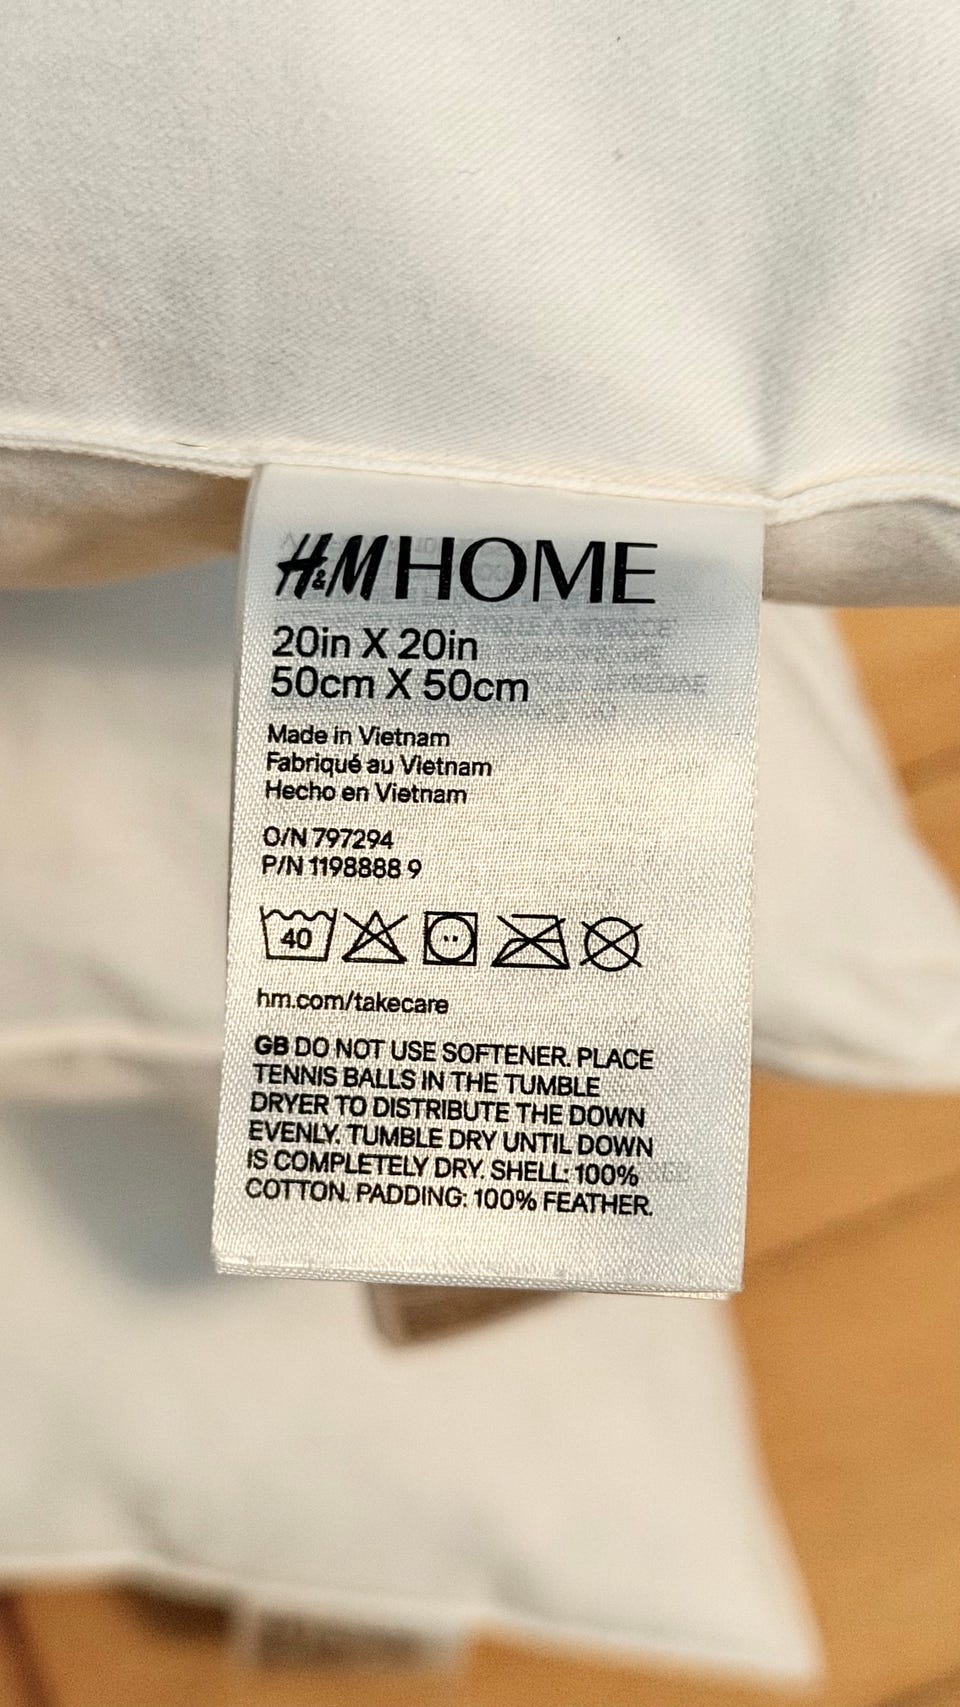 H&M HOME
20in X 20in
50cm X 50cm
Made in Vietnam
Fabriqué au Vietnam
Hecho en Vietnam
O/N 797294
P/N 1198888 9
40
hm.com/takecare
GB DO NOT USE SOFTENER. PLACE
TENNIS BALLS IN THE TUMBLE
DRYER TO DISTRIBUTE THE DOWN
EVENLY. TUMBLE DRY UNTIL DOWN
IS COMPLETELY DRY. SHELL: 100%
COTTON. PADDING: 100% FEATHER.